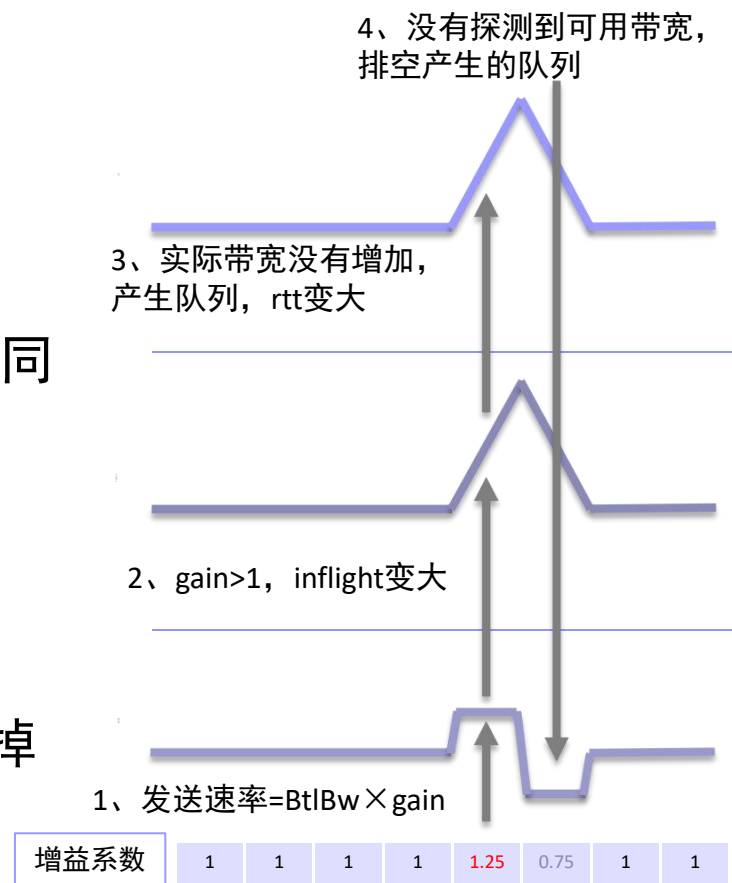 4、没有探测到可用带宽，
排空产生的队列
3、实际带宽没有增加，
产生队列，rtt变大
同
2、gain>1，inflight变大
掉
1、发送速率=BtlBw×gain
增益系数 1 1 1 1 1.25 0.75 1 1